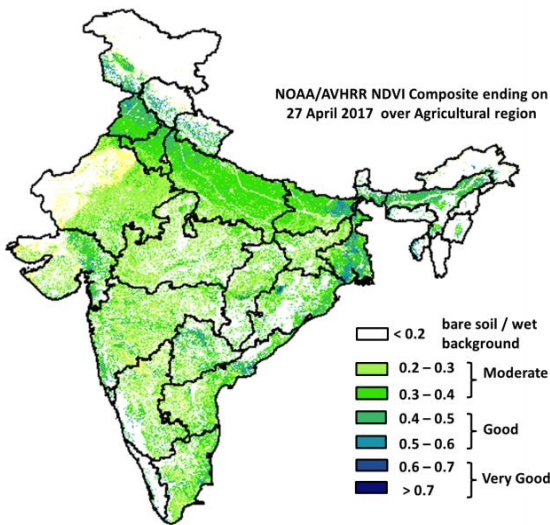 NOAA/AVHRR NDVI Composite ending on
27 April 2017 over Agricultural region
< 0.2 bare soil / wet
background
0.2 – 0.3
Moderate
0.3 – 0.4
0.4 – 0.5
Good
0.5 – 0.6
0.6 – 0.7
Very Good
> 0.7